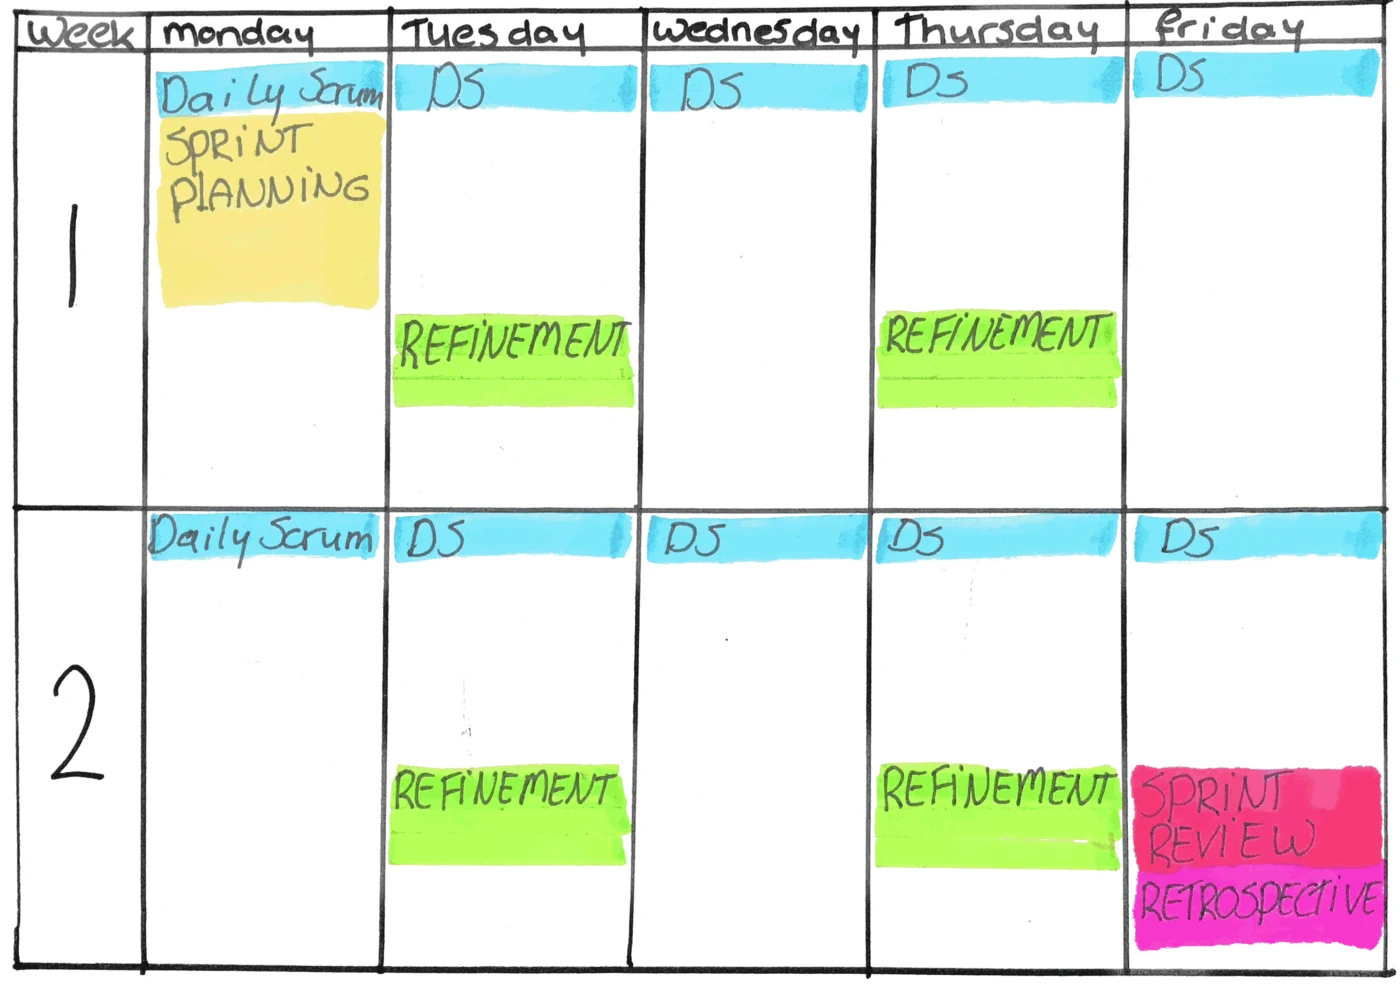 Week monday Tuesday Wednesday Thursday friday
Daily Scrum DS DS DS DS
SPRiNT
PlANNiNG
1
REFiNEMENT REFiNEMENT
Daily Scrum DS DS DS DS
2
REFiNEMENT REFiNEMENT SPRiNT
REViEW
RETROSPECTiVE